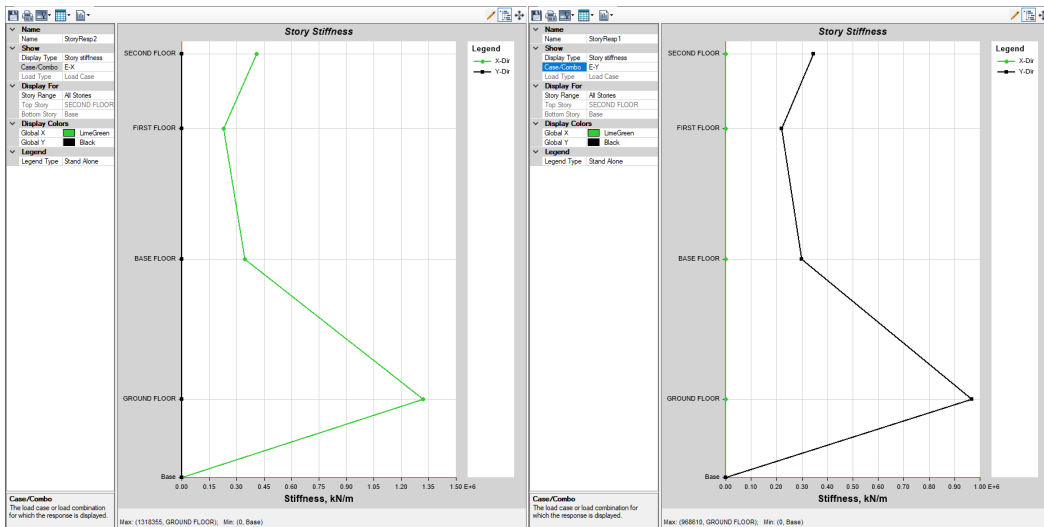 Name
Name StoryResp2
Show
Display Type Story stiffness
Case/Combo E-X
Load Type Load Case
Display For
Story Range All Stories
Top Story SECOND FLOOR
Bottom Story Base
Display Colors
Global X LimeGreen
Global Y Black
Legend
Legend Type Stand Alone
Case/Combo
The load case or load combination
for which the response is displayed.
Story Stiffness
SECOND FLOOR
FIRST FLOOR
BASE FLOOR
GROUND FLOOR
Base
0.00 0.15 0.30 0.45 0.60 0.75 0.90 1.05 1.20 1.35 1.50 E+6
Stiffness, kN/m
Legend
X-Dir
Y-Dir
Max: (1318355, GROUND FLOOR); Min: (0, Base)
Name
Name StoryResp1
Show
Display Type Story stiffness
Case/Combo E-Y
Load Type Load Case
Display For
Story Range All Stories
Top Story SECOND FLOOR
Bottom Story Base
Display Colors
Global X LimeGreen
Global Y Black
Legend
Legend Type Stand Alone
Case/Combo
The load case or load combination
for which the response is displayed.
Story Stiffness
SECOND FLOOR
FIRST FLOOR
BASE FLOOR
GROUND FLOOR
Base
0.00 0.10 0.20 0.30 0.40 0.50 0.60 0.70 0.80 0.90 1.00 E+6
Stiffness, kN/m
Legend
X-Dir
Y-Dir
Max: (968610, GROUND FLOOR); Min: (0, Base)